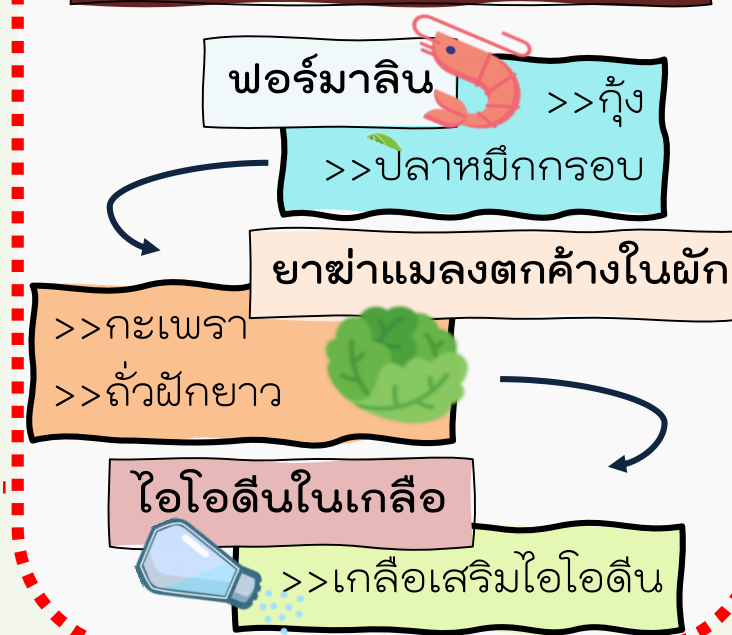 ฟอร์มาลิน
>>กุ้ง
>>ปลาหมึกกรอบ
ยาฆ่าแมลงตกค้างในผัก
>>กะเพรา
>>ถั่วฝักยาว
ไอโอดีนในเกลือ
>>เกลือเสริมไอโอดีน